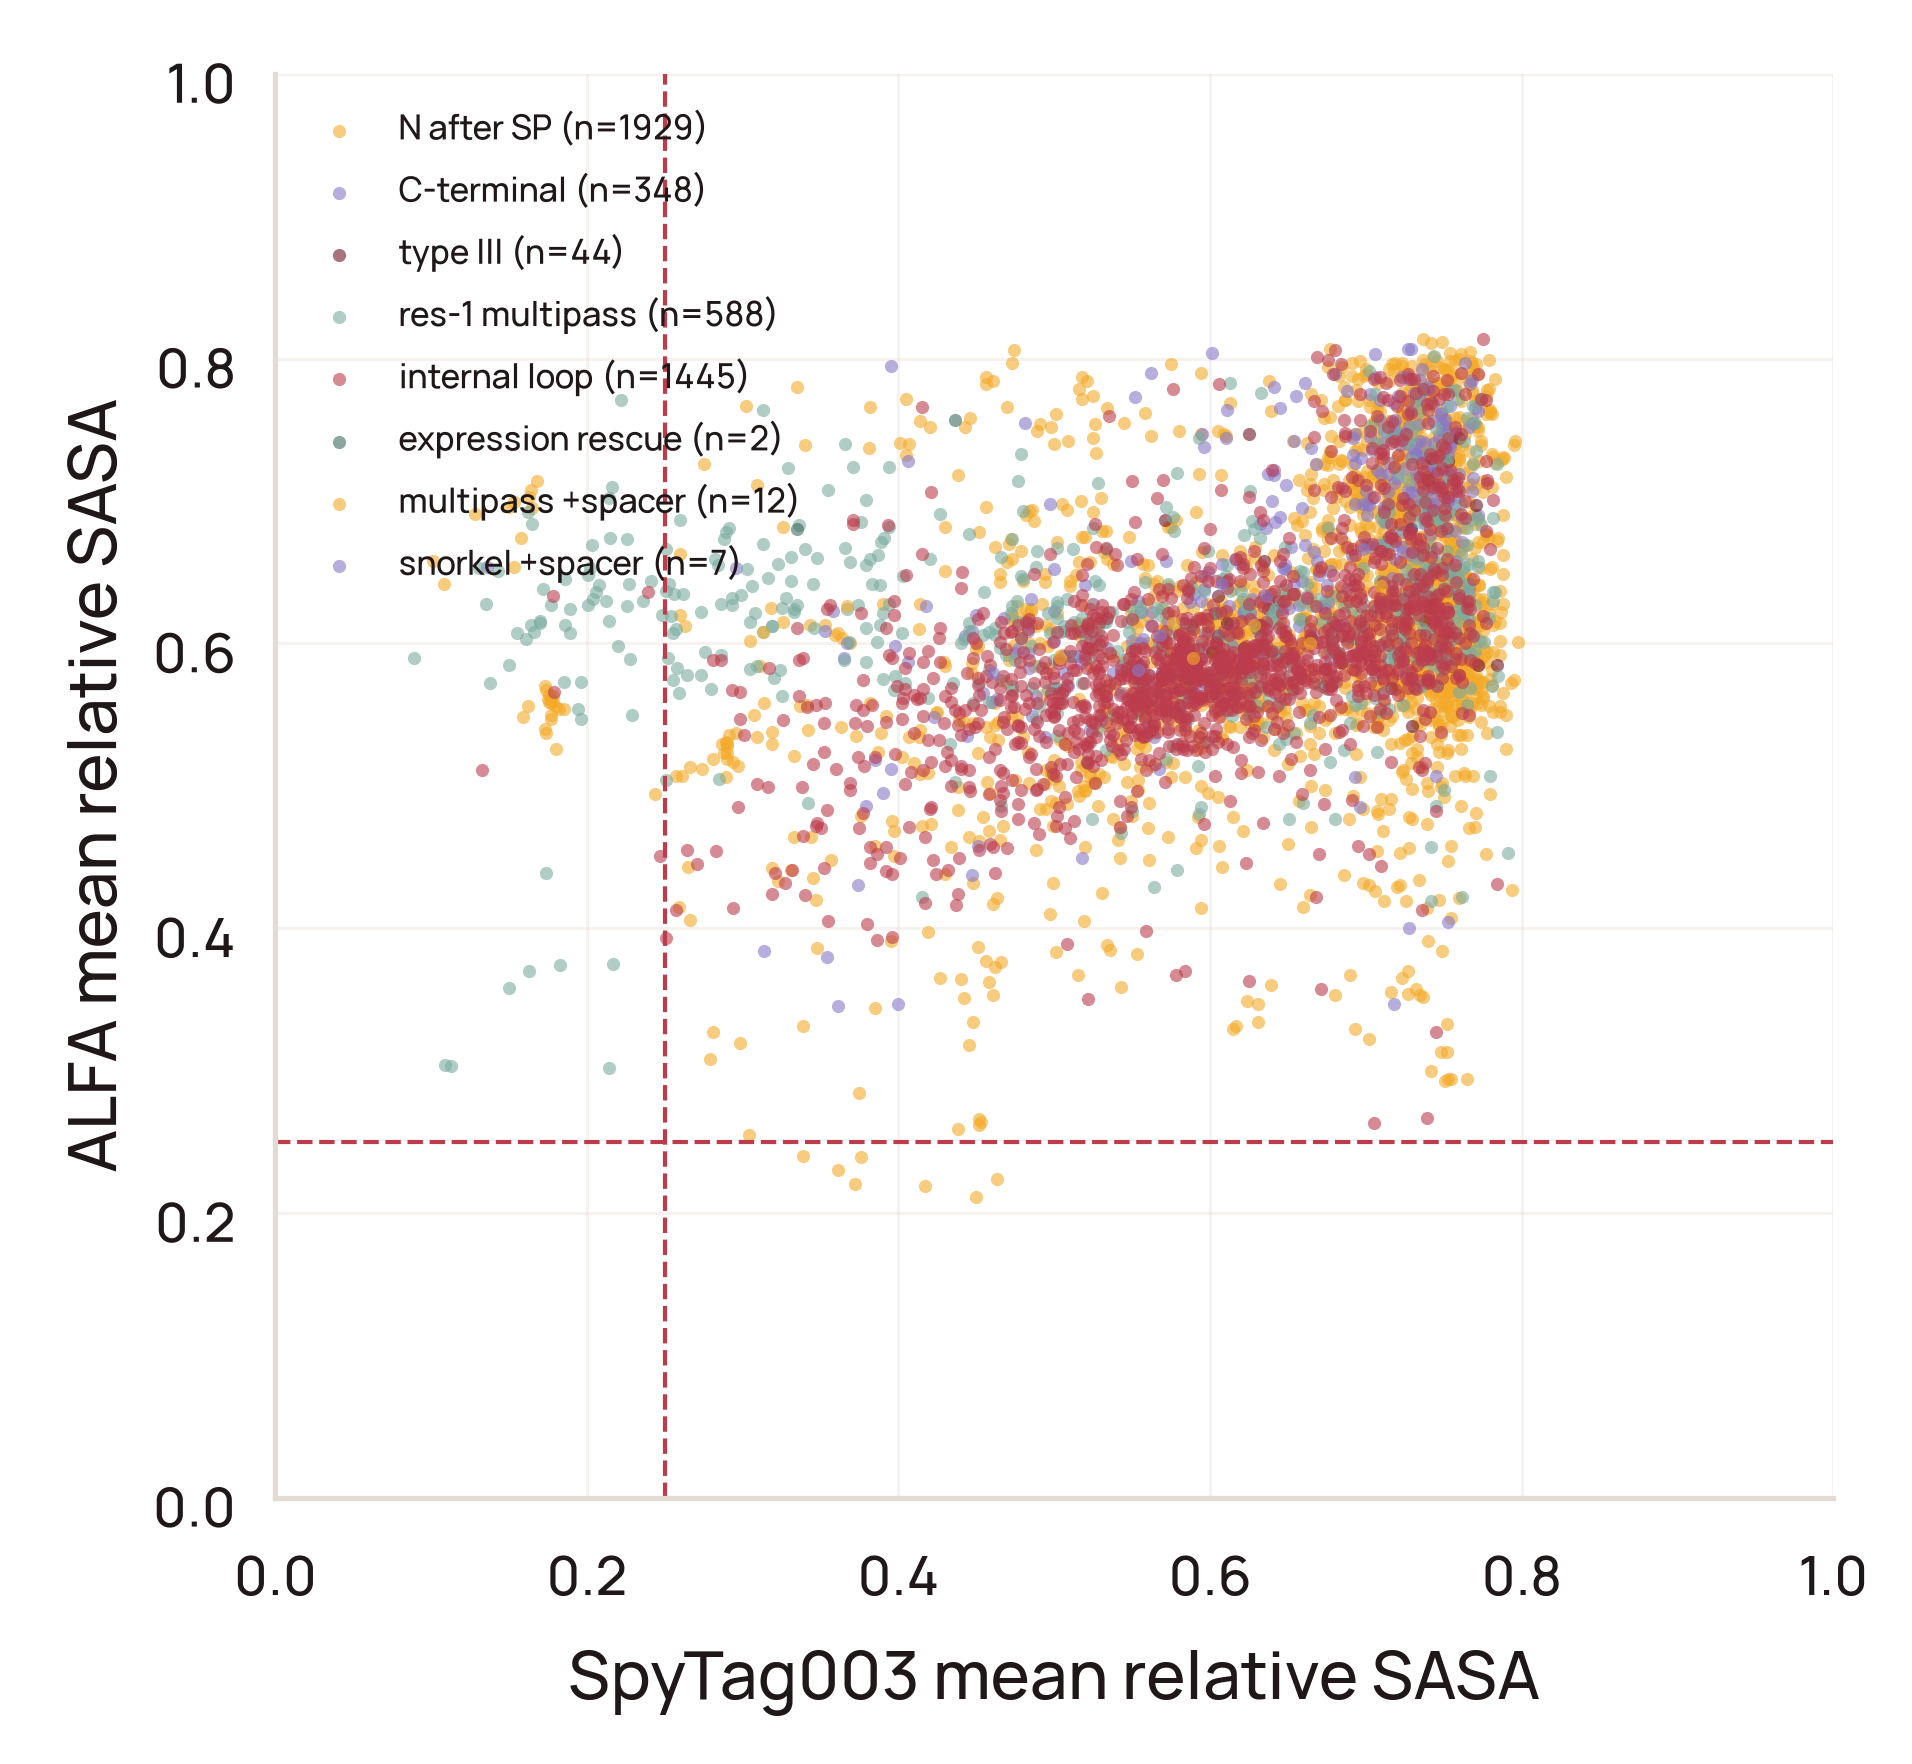 1.0
0.8
0.6
0.4
0.2
0.0
ALFA mean relative SASA
N after SP (n=1929)
C-terminal (n=348)
type III (n=44)
res-1 multipass (n=588)
internal loop (n=1445)
expression rescue (n=2)
multipass +spacer (n=12)
snorkel +spacer (n=7)
0.0 0.2 0.4 0.6 0.8 1.0
SpyTag003 mean relative SASA